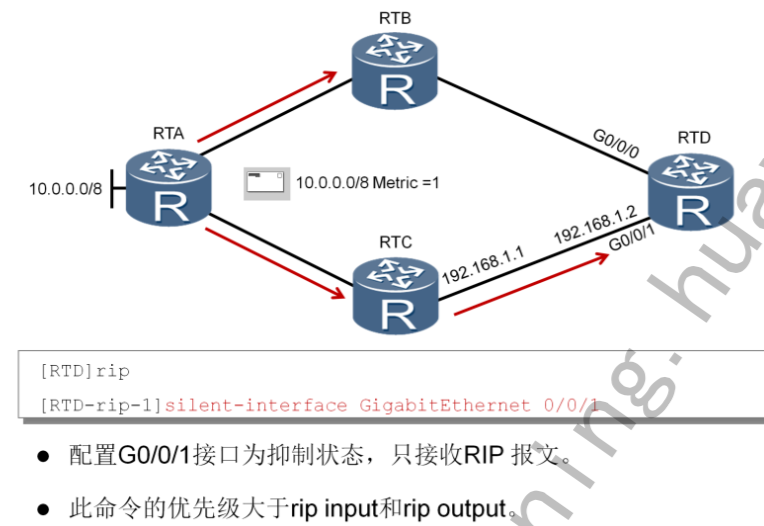 RTB
R
RTA
R
10.0.0.0/8
10.0.0.0/8 Metric =1
G0/0/0
RTD
R
RTC
R
192.168.1.1
192.168.1.2
G0/0/1
[RTD]rip
[RTD-rip-1]silent-interface GigabitEthernet 0/0/1
● 配置G0/0/1接口为抑制状态，只接收RIP 报文。
● 此命令的优先级大于rip input和rip output。
ning.hua